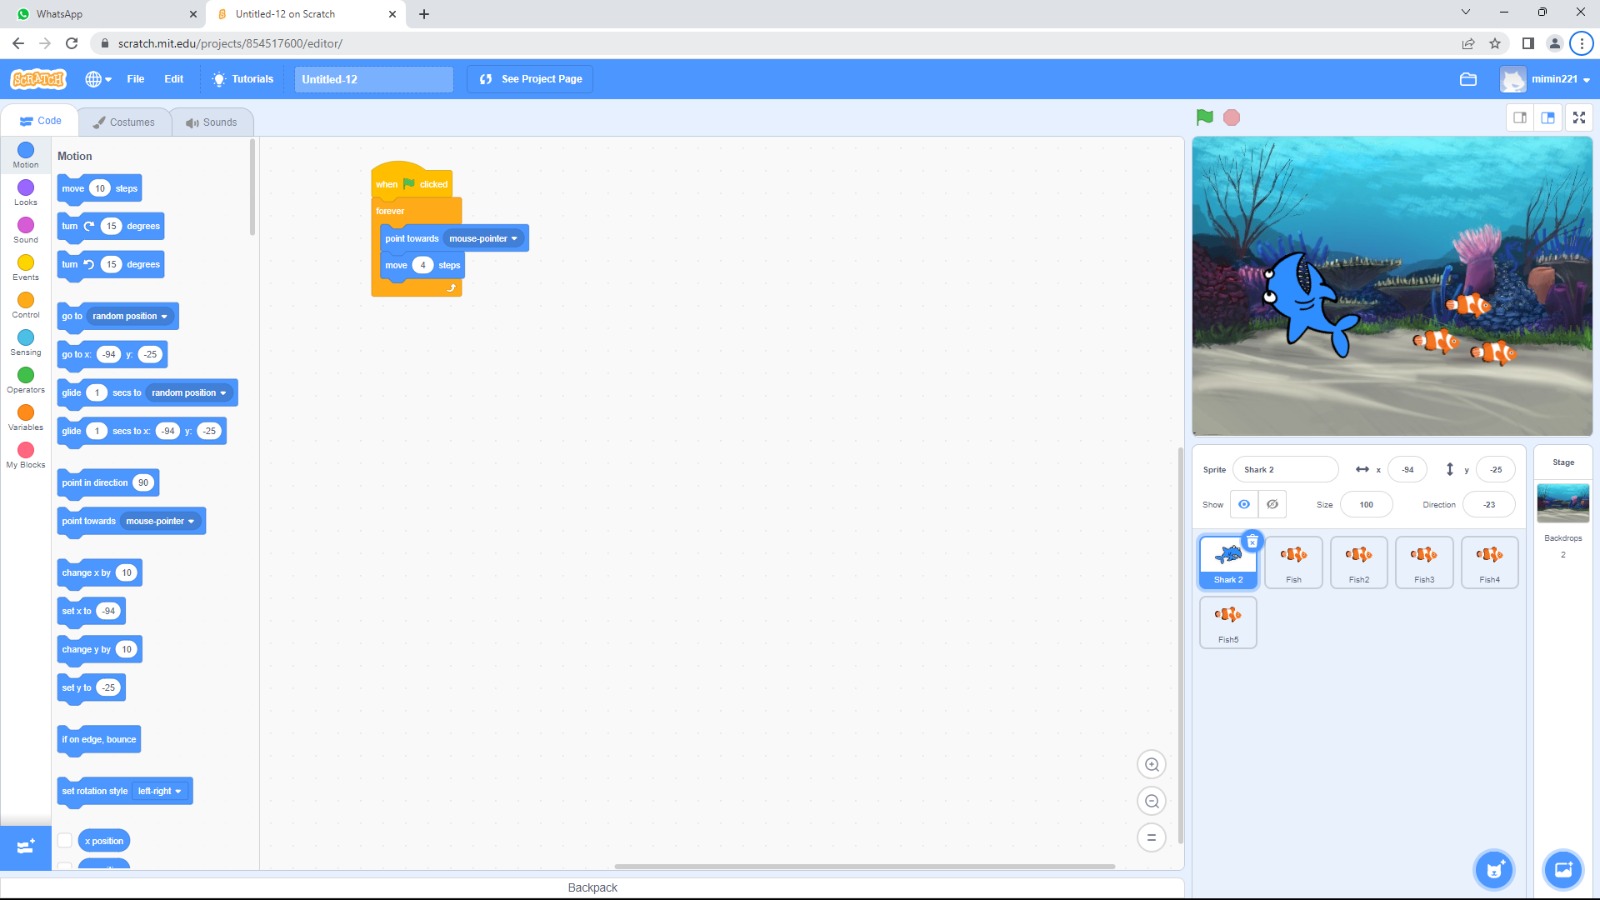 WhatsApp
Untitled-12 on Scratch
scratch.mit.edu/projects/854517600/editor/
SCRATCH
File
Edit
Tutorials
Untitled-12
See Project Page
mimin221
Code
Costumes
Sounds
Motion
Looks
Sound
Events
Control
Sensing
Operators
Variables
My Blocks
Motion
move 10 steps
turn 15 degrees
turn 15 degrees
go to random position
go to x: -94 y: -25
glide 1 secs to random position
glide 1 secs to x: -94 y: -25
point in direction 90
point towards mouse-pointer
change x by 10
set x to -94
change y by 10
set y to -25
if on edge, bounce
set rotation style left-right
x position
when clicked
forever
point towards mouse-pointer
move 4 steps
Backpack
Sprite Shark 2 x -94 y -25
Show Size 100 Direction -23
Shark 2
Fish
Fish2
Fish3
Fish4
Fish5
Stage
Backdrops
2